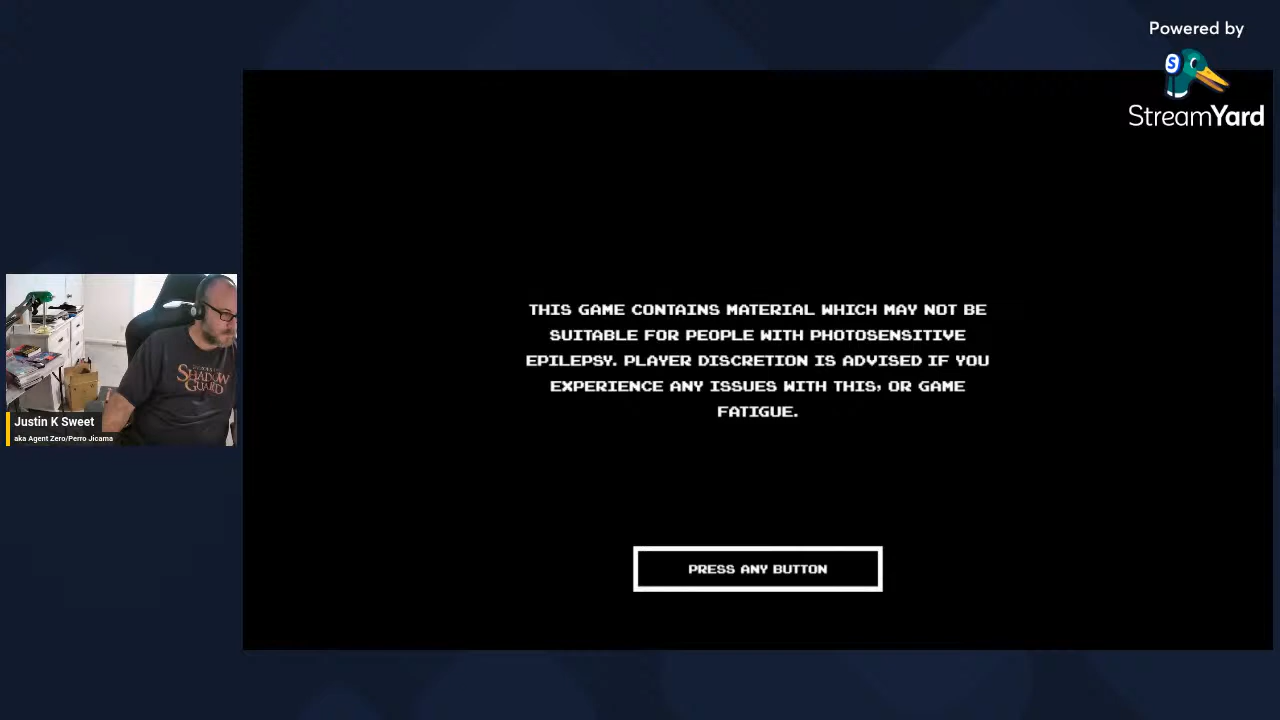 Powered by
S
StreamYard
THIS GAME CONTAINS MATERIAL WHICH MAY NOT BE
SUITABLE FOR PEOPLE WITH PHOTOSENSITIVE
EPILEPSY. PLAYER DISCRETION IS ADVISED IF YOU
EXPERIENCE ANY ISSUES WITH THIS, OR GAME
FATIGUE.
PRESS ANY BUTTON
SHADOW
GUARD
Justin K Sweet
aka Agent Zero/Perro Jicama